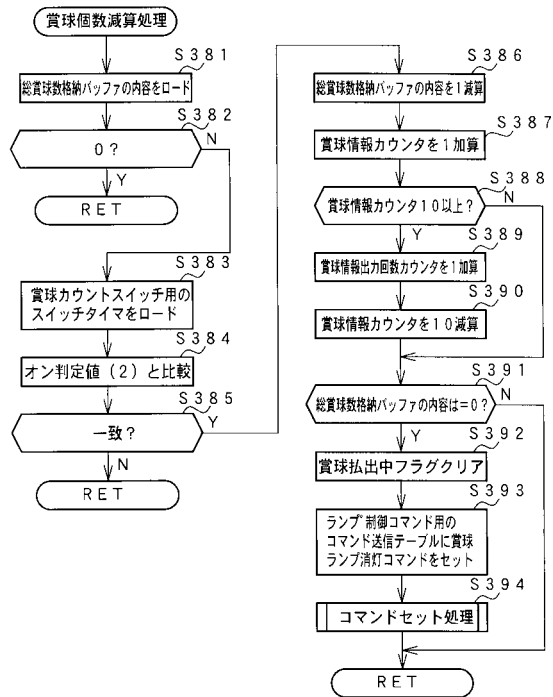 賞球個数減算処理
S381
総賞球数格納バッファの内容をロード
S382
0?
N
Y
RET
S383
賞球カウントスイッチ用の
スイッチタイマをロード
S384
オン判定値(2)と比較
S385
一致?
Y
N
RET
S386
総賞球数格納バッファの内容を1減算
S387
賞球情報カウンタを1加算
S388
賞球情報カウンタ10以上?
N
Y
S389
賞球情報出力回数カウンタを1加算
S390
賞球情報カウンタを10減算
S391
総賞球数格納バッファの内容は=0?
N
Y
S392
賞球払出中フラグクリア
S393
ランプ制御コマンド用の
コマンド送信テーブルに賞球
ランプ消灯コマンドをセット
S394
コマンドセット処理
RET